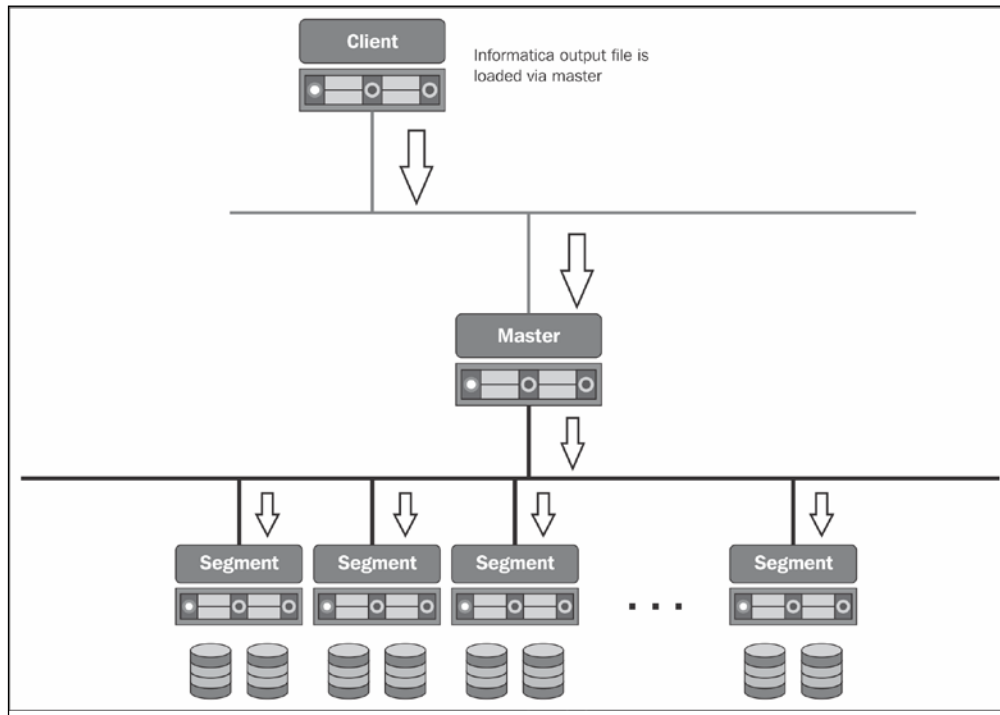 Client
Informatica output file is
loaded via master
Master
Segment
Segment
Segment
Segment